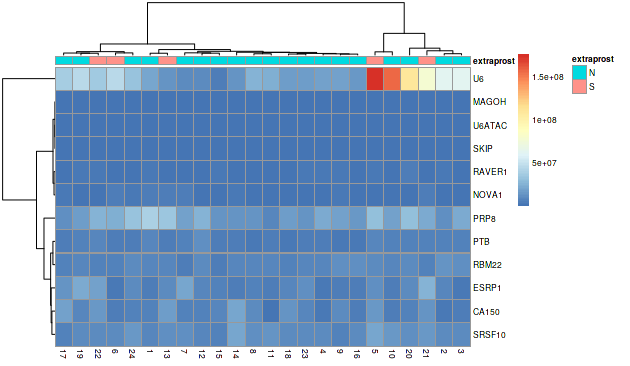 extraprost
U6
MAGOH
U6ATAC
SKIP
RAVER1
NOVA1
PRP8
PTB
RBM22
ESRP1
CA150
SRSF10
17 19 22 6 24 1 13 7 12 15 14 8 11 18 23 4 9 16 5 10 20 21 2 3
1.5e+08
1e+08
5e+07
extraprost
N
S